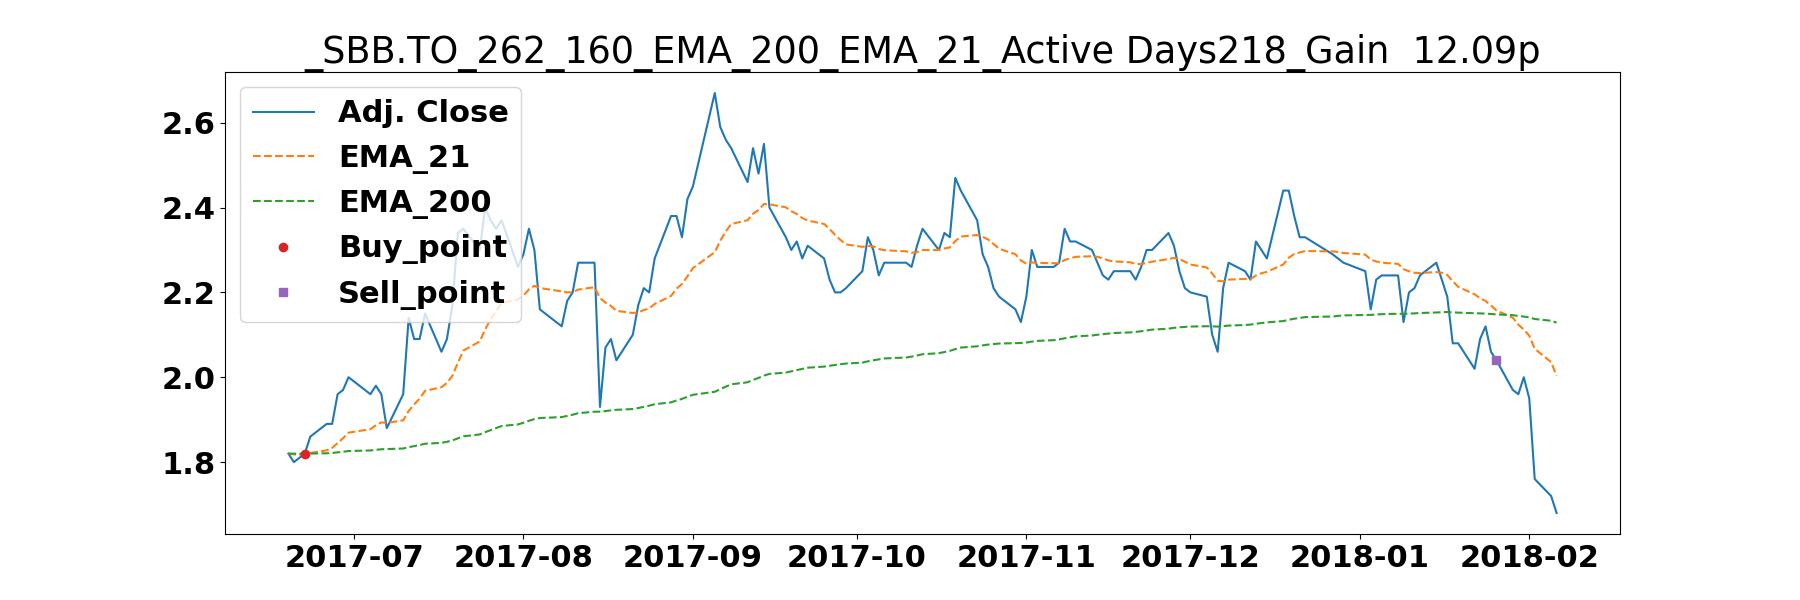 _SBB.TO_262_160_EMA_200_EMA_21_Active Days218_Gain  12.09p
Adj. Close
EMA_21
EMA_200
Buy_point
Sell_point
2.6
2.4
2.2
2.0
1.8
2017-07 2017-08 2017-09 2017-10 2017-11 2017-12 2018-01 2018-02